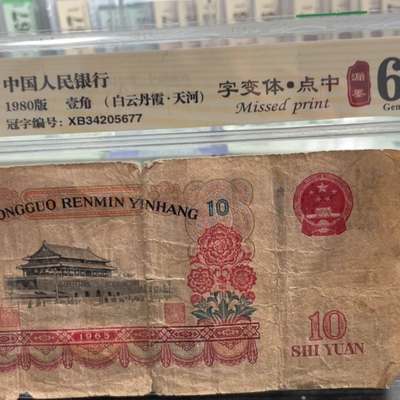 中国人民银行
1980版 壹角 (白云丹霞·天河)
冠字编号: XB34205677
字变体·点中
Missed print
6
Gen
ONGGUO RENMIN YINHANG 10
1965
10
SHI YUAN